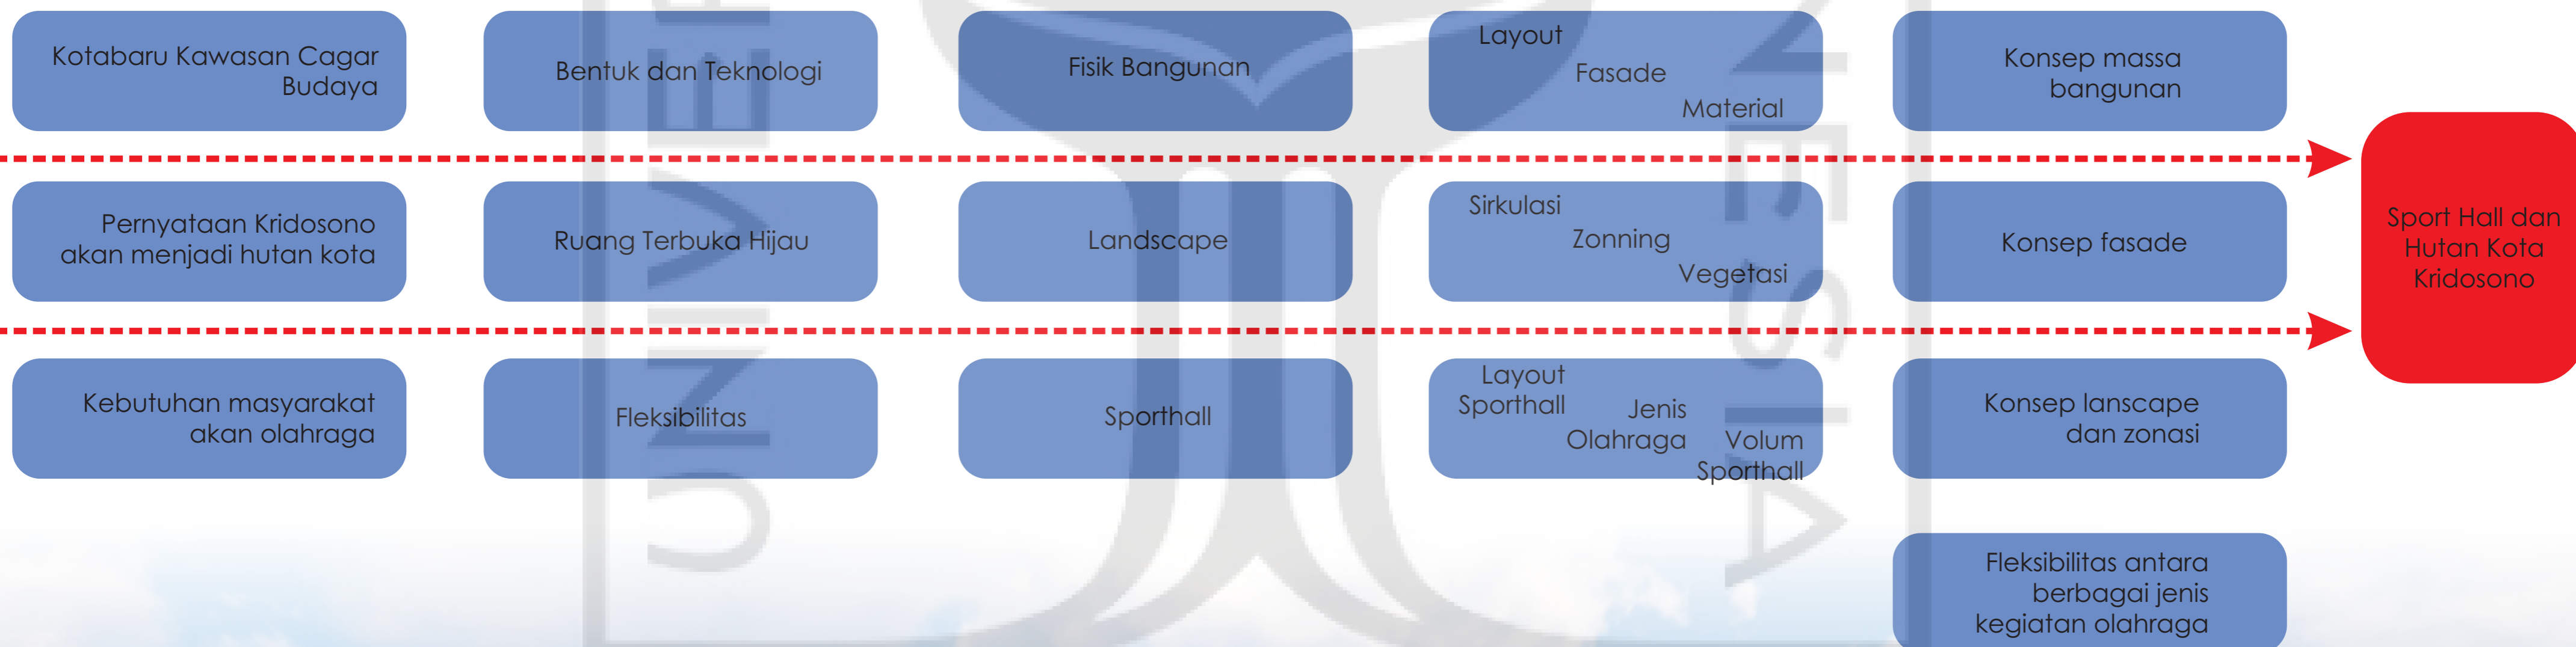 Kotabaru Kawasan Cagar
Budaya
Bentuk dan Teknologi
Fisik Bangunan
Layout
Fasade
Material
Konsep massa
bangunan
Pernyataan Kridosono
akan menjadi hutan kota
Ruang Terbuka Hijau
Landscape
Sirkulasi
Zonning
Vegetasi
Konsep fasade
Sport Hall dan
Hutan Kota
Kridosono
Kebutuhan masyarakat
akan olahraga
Fleksibilitas
Sporthall
Layout
Sporthall
Jenis
Olahraga
Volum
Sporthall
Konsep lanscape
dan zonasi
Fleksibilitas antara
berbagai jenis
kegiatan olahraga